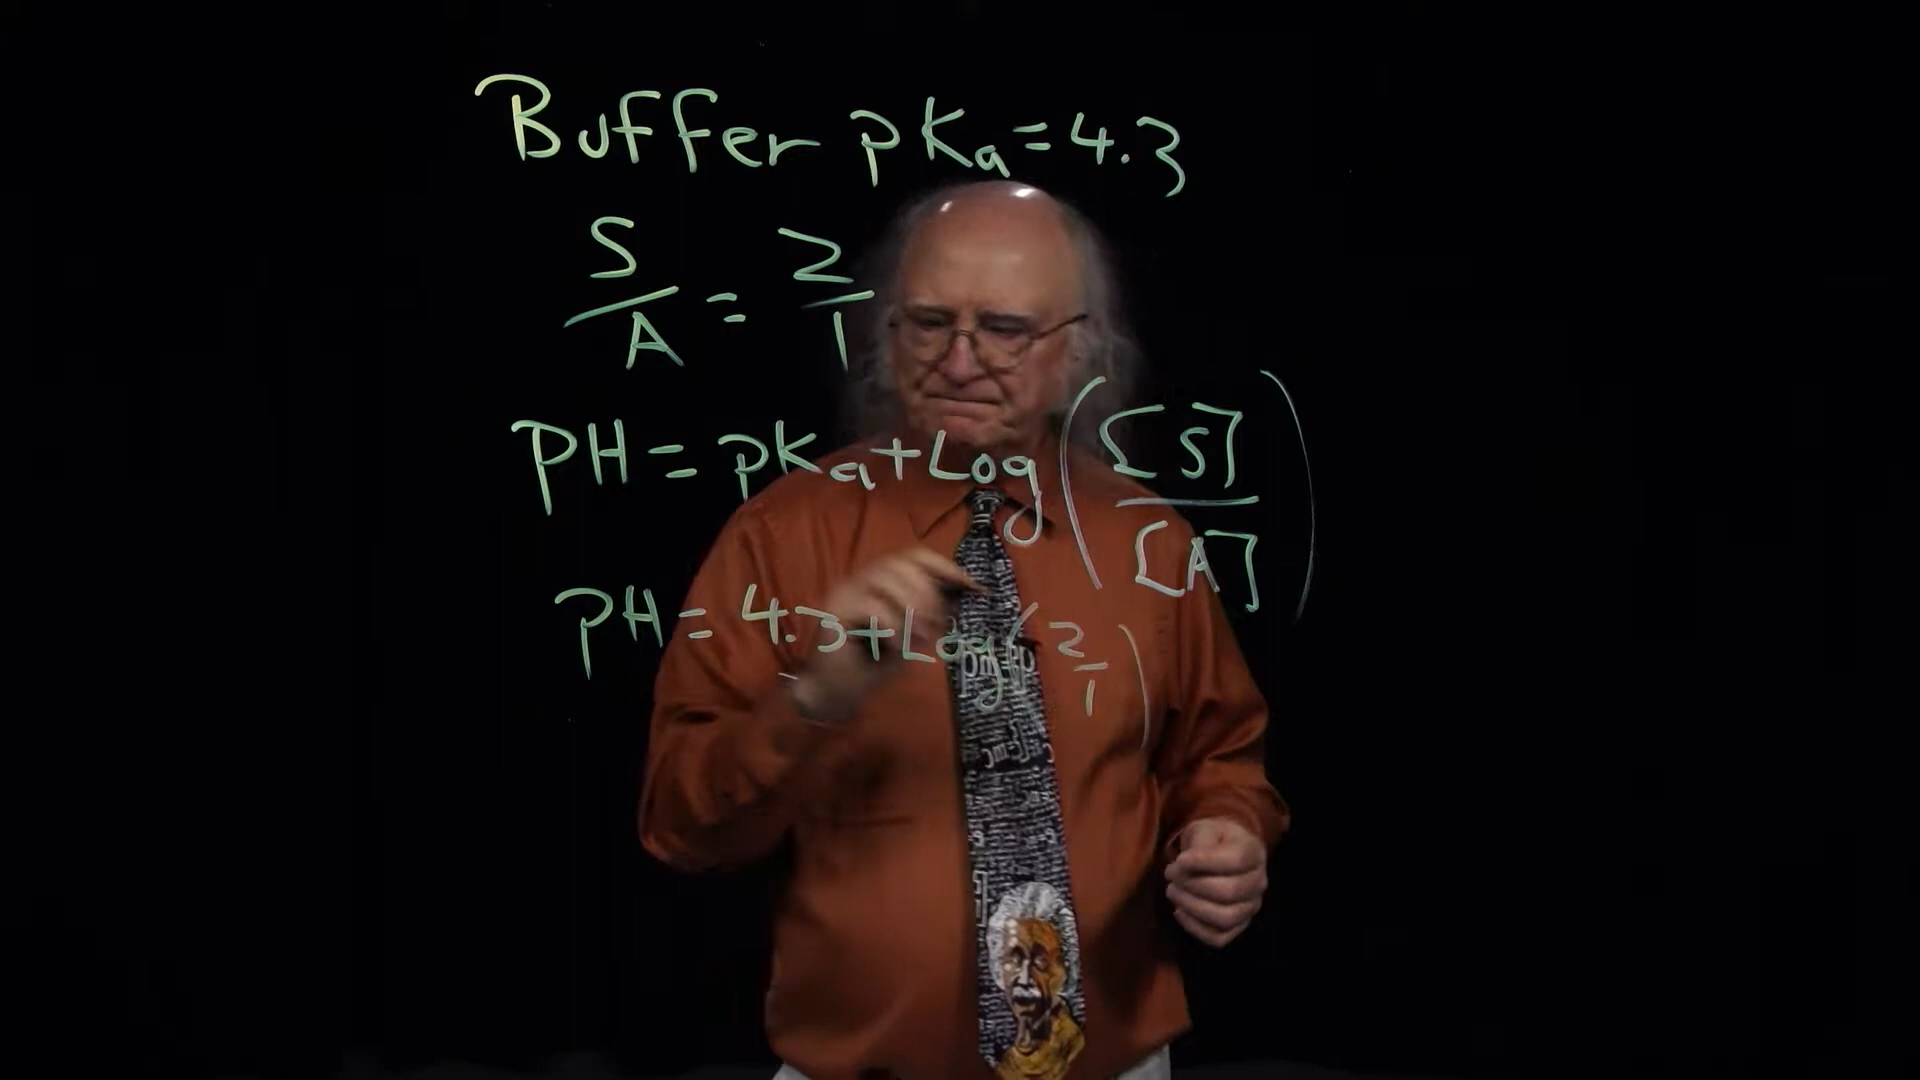 Buffer pKa=4.3
S/A = 2/1
pH = pKa+Log([S]/[A])
pH = 4.3+Log(2/1)